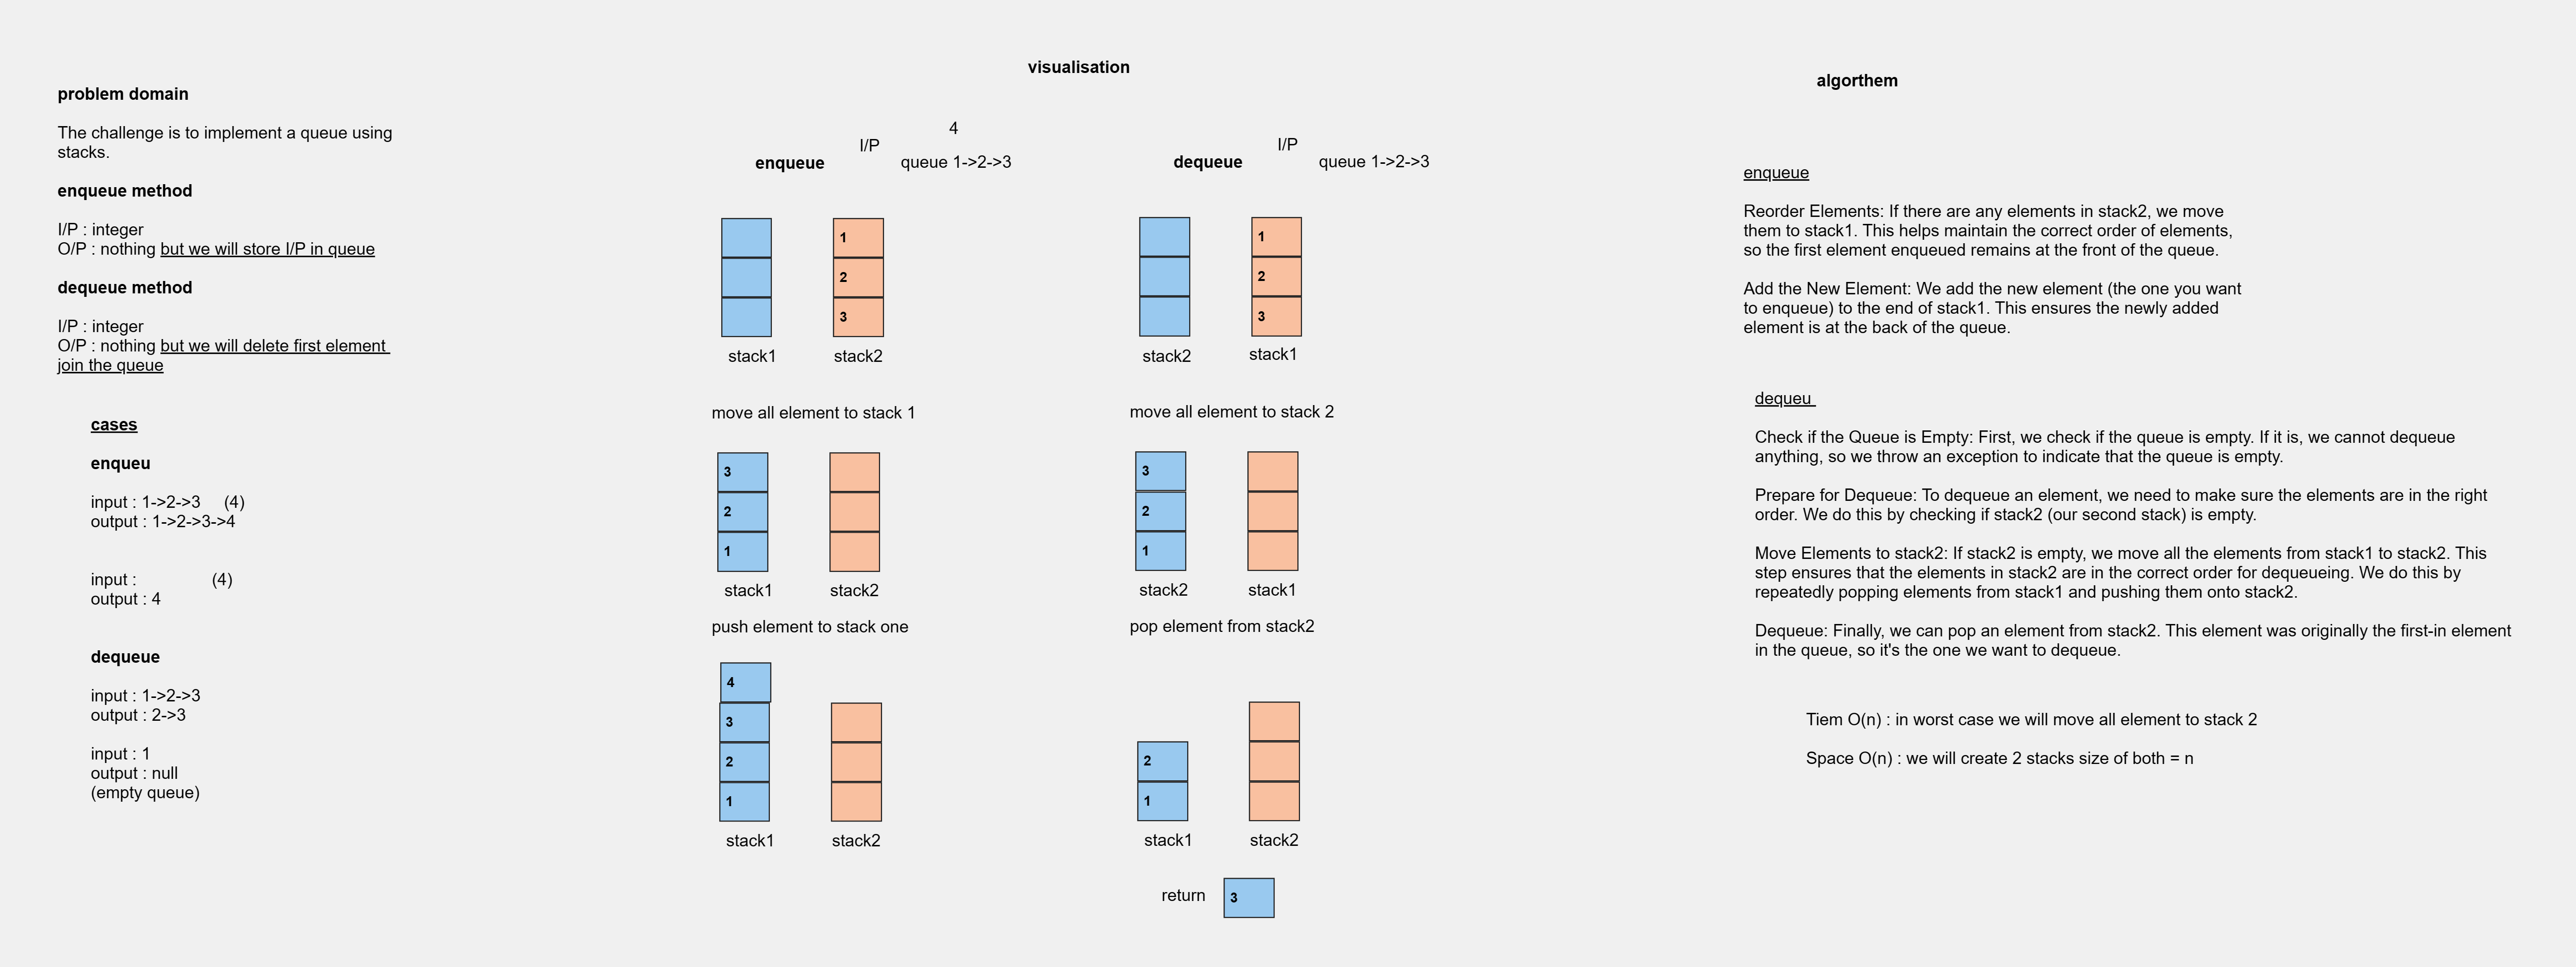 problem domain
The challenge is to implement a queue using
stacks.
enqueue method
I/P : integer
O/P : nothing but we will store I/P in queue
dequeue method
I/P : integer
O/P : nothing but we will delete first element
join the queue
cases
enqueu
input : 1->2->3 (4)
output : 1->2->3->4
input : (4)
output : 4
dequeue
input : 1->2->3
output : 2->3
input : 1
output : null
(empty queue)
visualisation
4
I/P
enqueue queue 1->2->3
1
2
3
stack1 stack2
move all element to stack 1
3
2
1
stack1 stack2
push element to stack one
4
3
2
1
stack1 stack2
I/P
dequeue queue 1->2->3
1
2
3
stack2 stack1
move all element to stack 2
3
2
1
stack2 stack1
pop element from stack2
2
1
stack1 stack2
return 3
algorthem
enqueue
Reorder Elements: If there are any elements in stack2, we move
them to stack1. This helps maintain the correct order of elements,
so the first element enqueued remains at the front of the queue.
Add the New Element: We add the new element (the one you want
to enqueue) to the end of stack1. This ensures the newly added
element is at the back of the queue.
dequeu
Check if the Queue is Empty: First, we check if the queue is empty. If it is, we cannot dequeue
anything, so we throw an exception to indicate that the queue is empty.
Prepare for Dequeue: To dequeue an element, we need to make sure the elements are in the right
order. We do this by checking if stack2 (our second stack) is empty.
Move Elements to stack2: If stack2 is empty, we move all the elements from stack1 to stack2. This
step ensures that the elements in stack2 are in the correct order for dequeueing. We do this by
repeatedly popping elements from stack1 and pushing them onto stack2.
Dequeue: Finally, we can pop an element from stack2. This element was originally the first-in element
in the queue, so it's the one we want to dequeue.
Tiem O(n) : in worst case we will move all element to stack 2
Space O(n) : we will create 2 stacks size of both = n